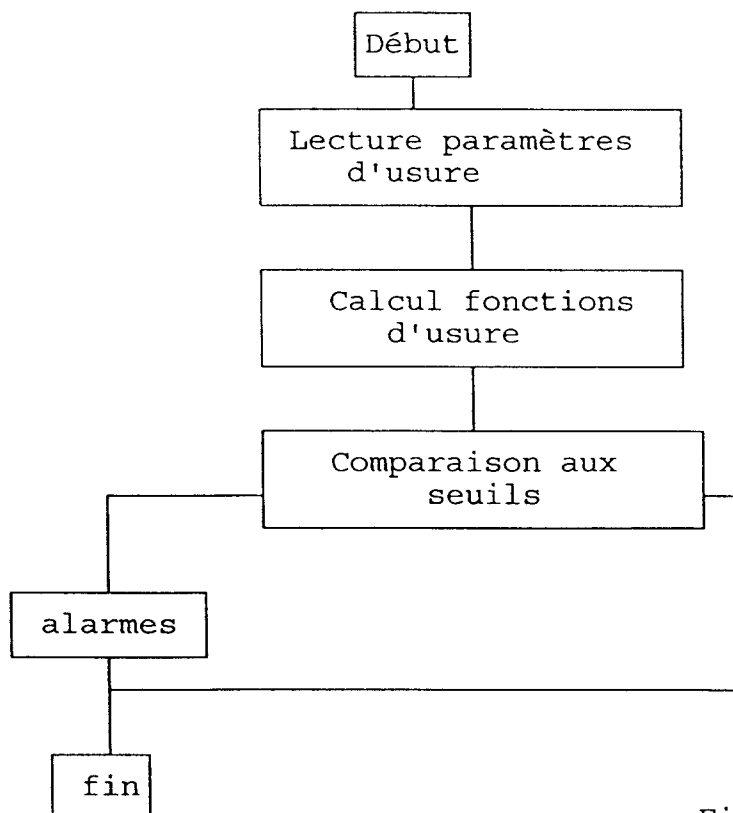 Début
Lecture paramètres
d'usure
Calcul fonctions
d'usure
Comparaison aux
seuils
alarmes
fin